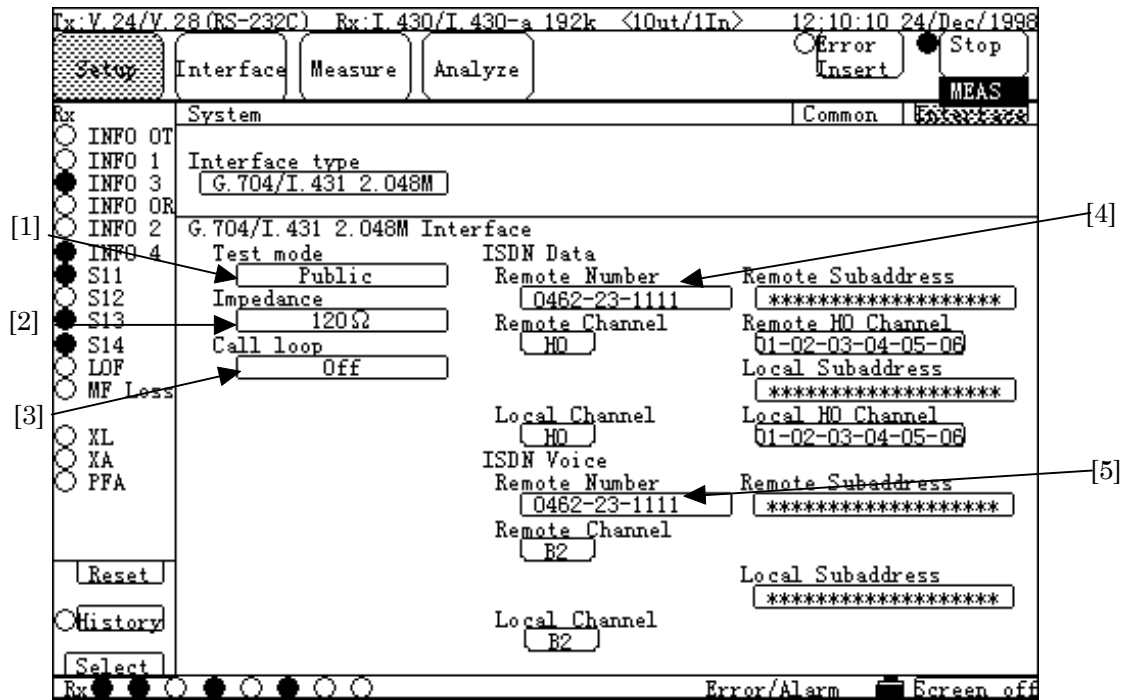 Tx:V.24/V.28(RS-232C) Rx:I.430/I.430-a 192k <1Out/1In> 12:10:10 24/Dec/1998
Setup Interface Measure Analyze Error Insert Stop
MEAS
Rx System Common Interface
INFO OT
INFO 1
INFO 3
INFO OR
INFO 2
INFO 4
S11
S12
S13
S14
LOF
MF Loss
XL
XA
PFA
Reset
History
Select
Interface type
G.704/I.431 2.048M
G.704/I.431 2.048M Interface
[1] Test mode
Public
[2] Impedance
120Ω
[3] Call loop
Off
ISDN Data
[4] Remote Number
0462-23-1111
Remote Subaddress
*******************
Remote Channel
H0
Remote H0 Channel
01-02-03-04-05-06
Local Subaddress
*******************
Local Channel
H0
Local H0 Channel
01-02-03-04-05-06
ISDN Voice
[5] Remote Number
0462-23-1111
Remote Subaddress
*******************
Remote Channel
B2
Local Subaddress
*******************
Local Channel
B2
Rx Error/Alarm Screen off